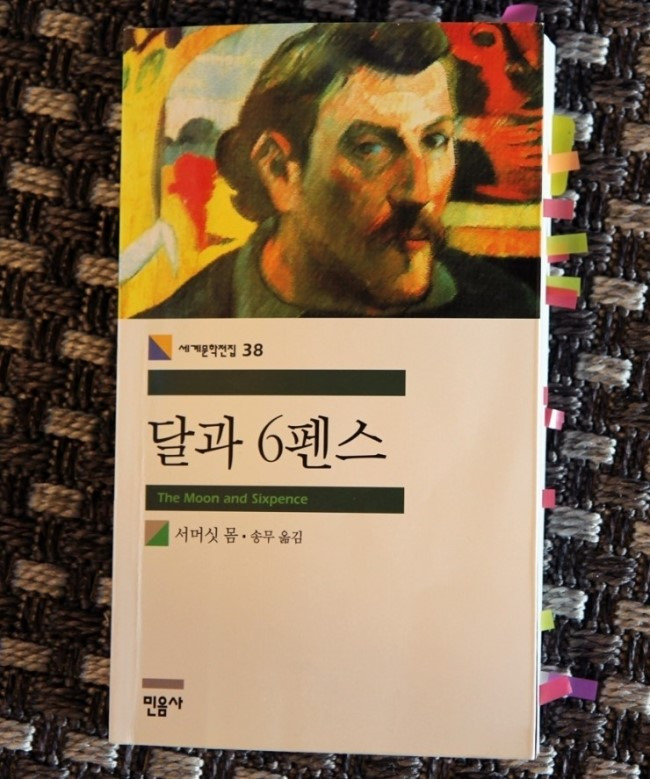 세계문학전집 38
달과 6펜스
The Moon and Sixpence
서머싯 몸 · 송무 옮김
민음사